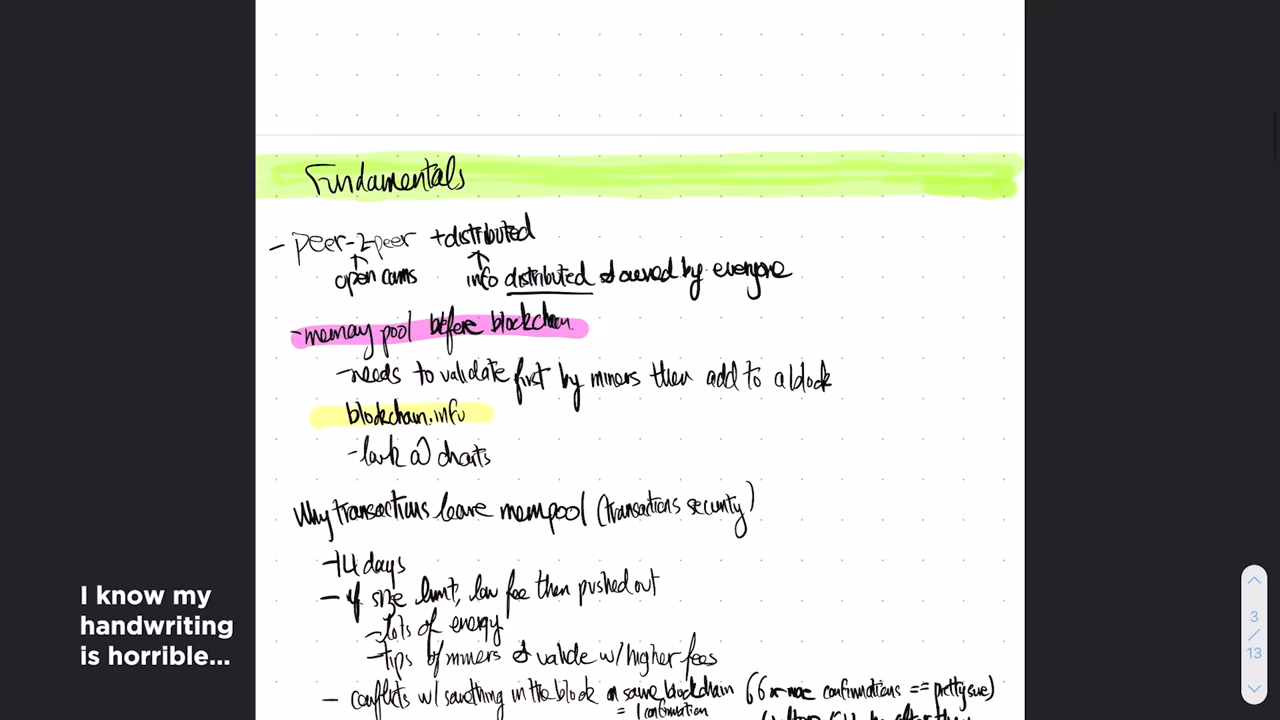 Fundamentals
- peer-2-peer + distributed
open coms info distributed & owned by everyone
- memory pool before blockchain
- needs to validate first by miners then add to a block
blockchain.info
- look @ charts
Why transactions leave mempool (transactions security)
- 14 days
- if size limit, low fee then pushed out
- lots of energy
- tips miners & validate w/ higher fees
- conflicts w/ something in the block on same blockchain (6 or more confirmations == pretty sure)
= 1 confirmation
I know my
handwriting
is horrible...
3
/
13